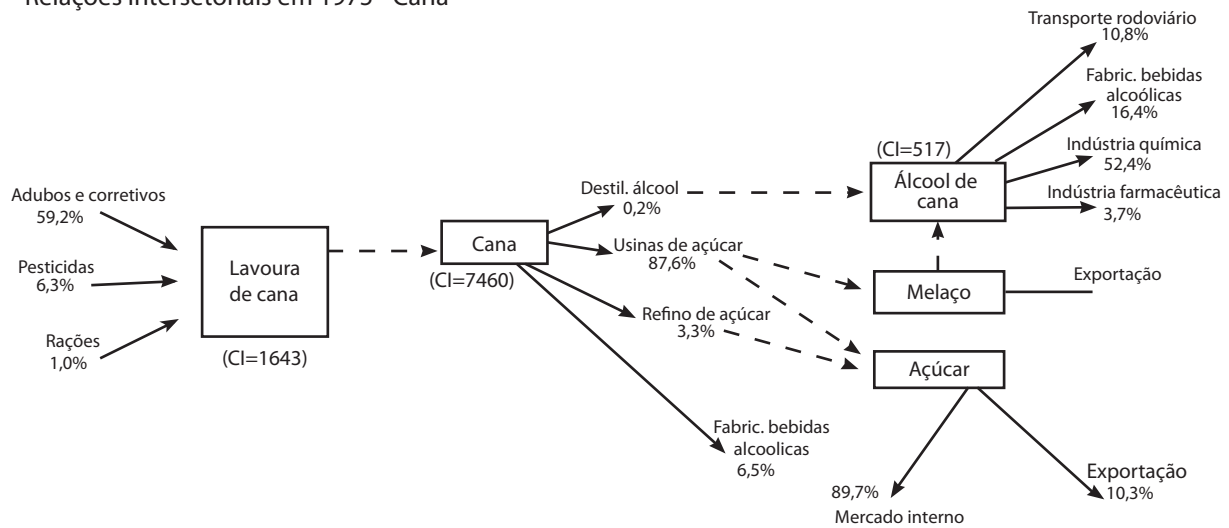 Relações intersetoriais em 1975 - Cana
Transporte rodoviário
10,8%
Fabric. bebidas
alcoólicas
16,4%
(CI=517)
Álcool de
cana
Indústria química
52,4%
Indústria farmacêutica
3,7%
Adubos e corretivos
59,2%
Pesticidas
6,3%
Rações
1,0%
Lavoura
de cana
(CI=1643)
Cana
(CI=7460)
Destil. álcool
0,2%
Usinas de açúcar
87,6%
Refino de açúcar
3,3%
Fabric. bebidas
alcoolicas
6,5%
Melaço
Exportação
Açúcar
89,7%
Mercado interno
Exportação
10,3%